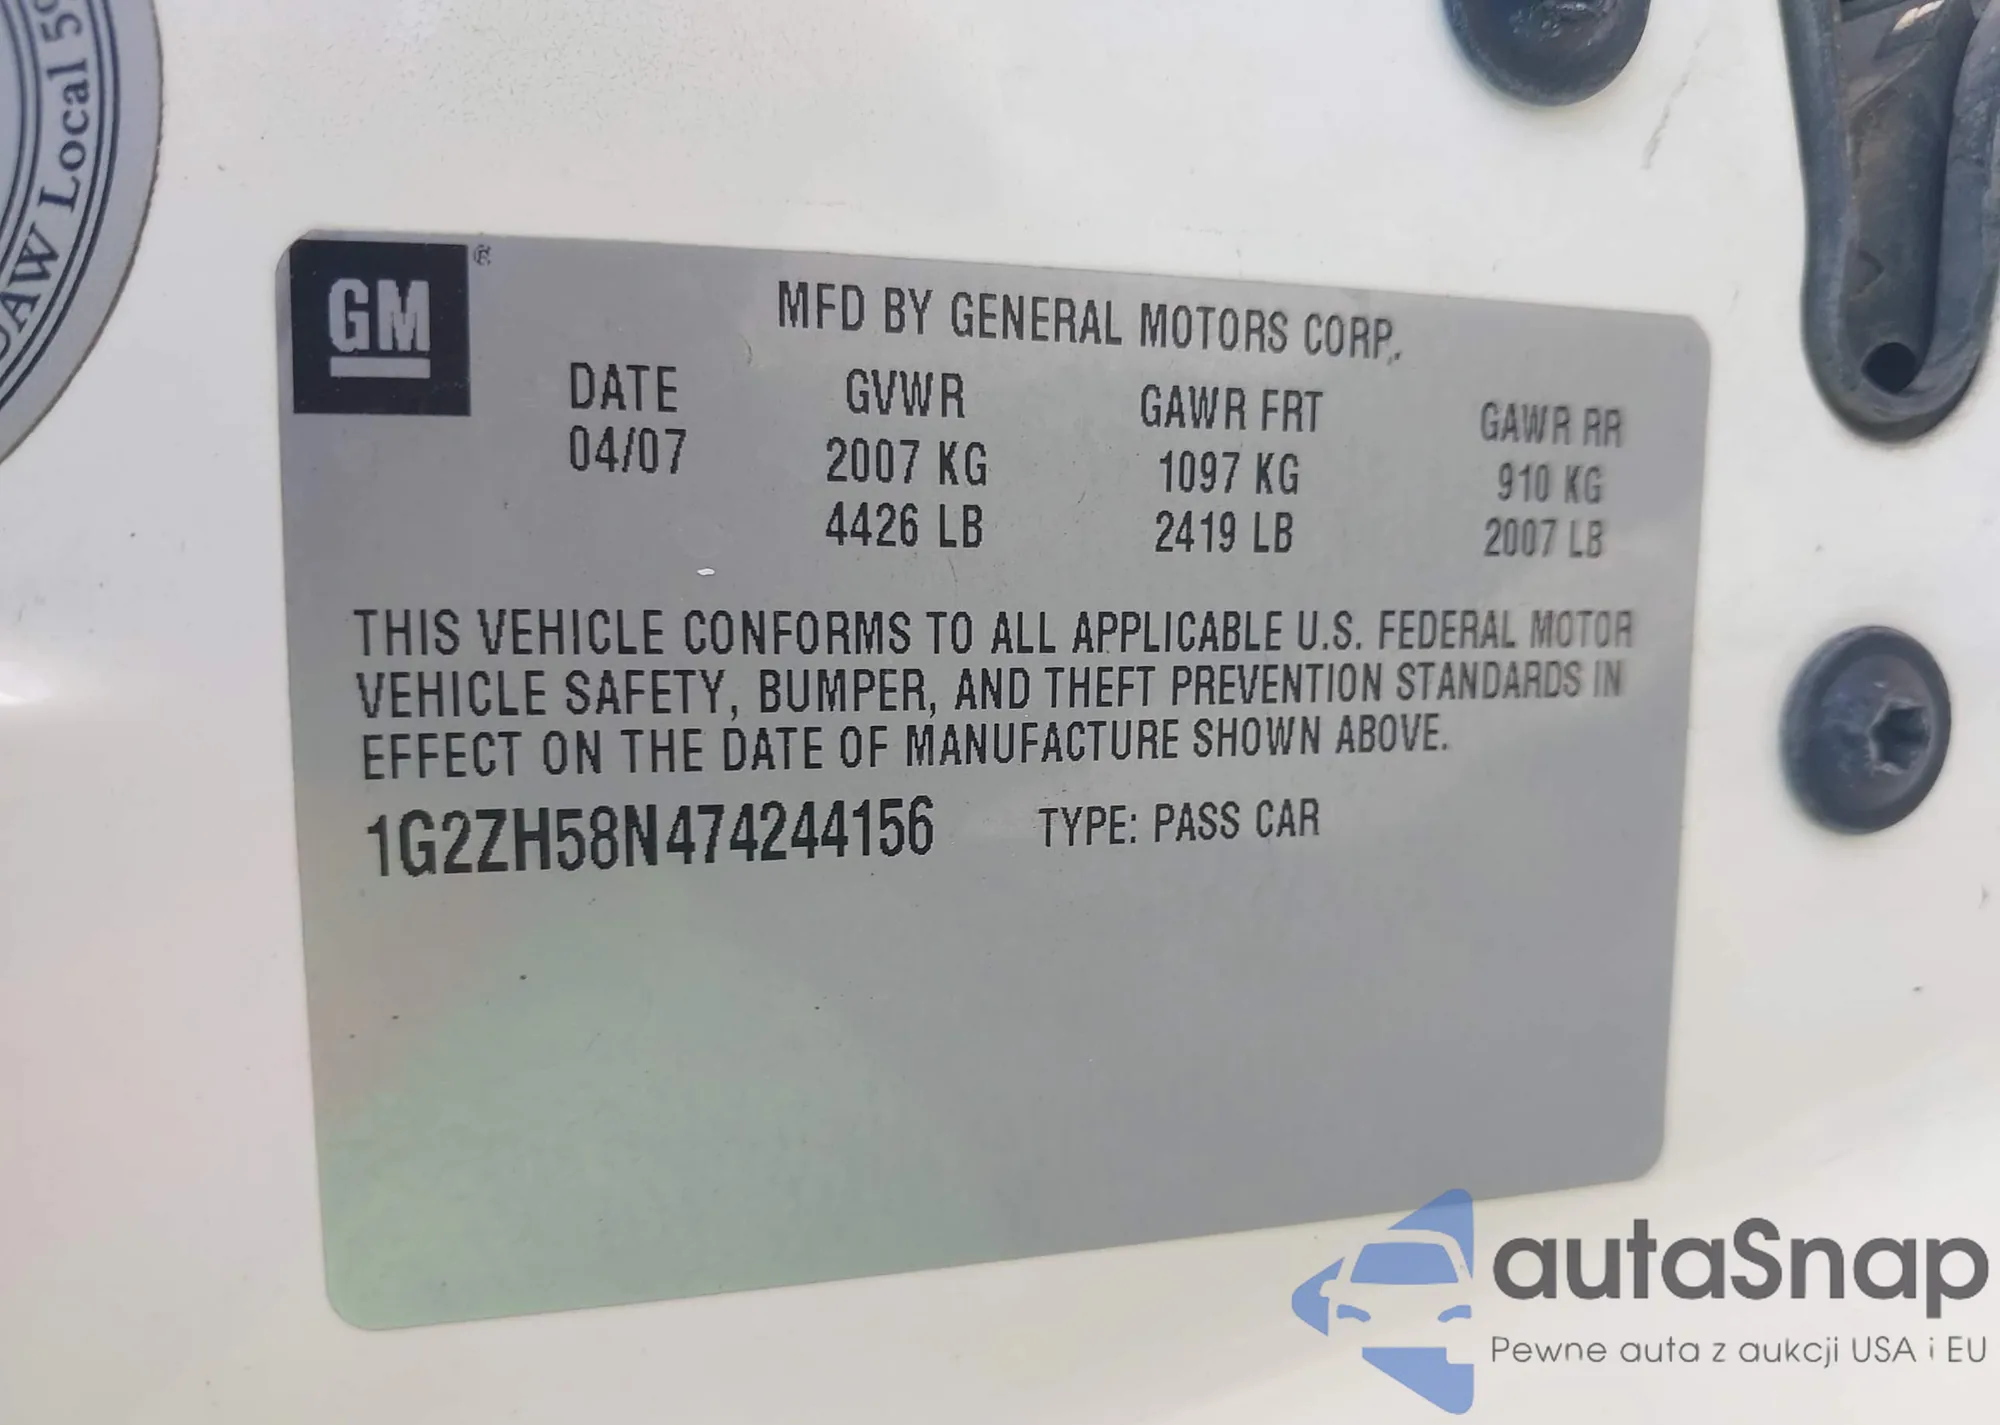 UAW Local 5
GM®
MFD BY GENERAL MOTORS CORP.
DATE GVWR GAWR FRT GAWR RR
04/07 2007 KG 1097 KG 910 KG
4426 LB 2419 LB 2007 LB
THIS VEHICLE CONFORMS TO ALL APPLICABLE U.S. FEDERAL MOTOR
VEHICLE SAFETY, BUMPER, AND THEFT PREVENTION STANDARDS IN
EFFECT ON THE DATE OF MANUFACTURE SHOWN ABOVE.
1G2ZH58N474244156 TYPE: PASS CAR
autaSnap
Pewne auta z aukcji USA i EU